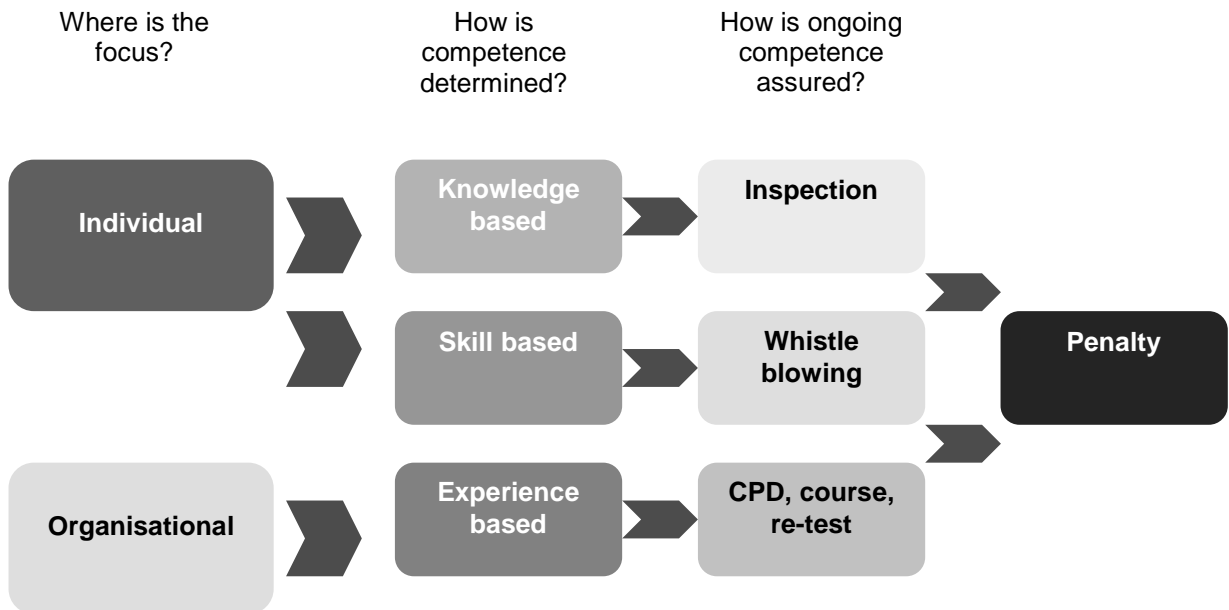 Where is the
focus?
How is
competence
determined?
How is ongoing
competence
assured?
Individual
Knowledge
based
Inspection
Skill based
Whistle
blowing
Penalty
Organisational
Experience
based
CPD, course,
re-test